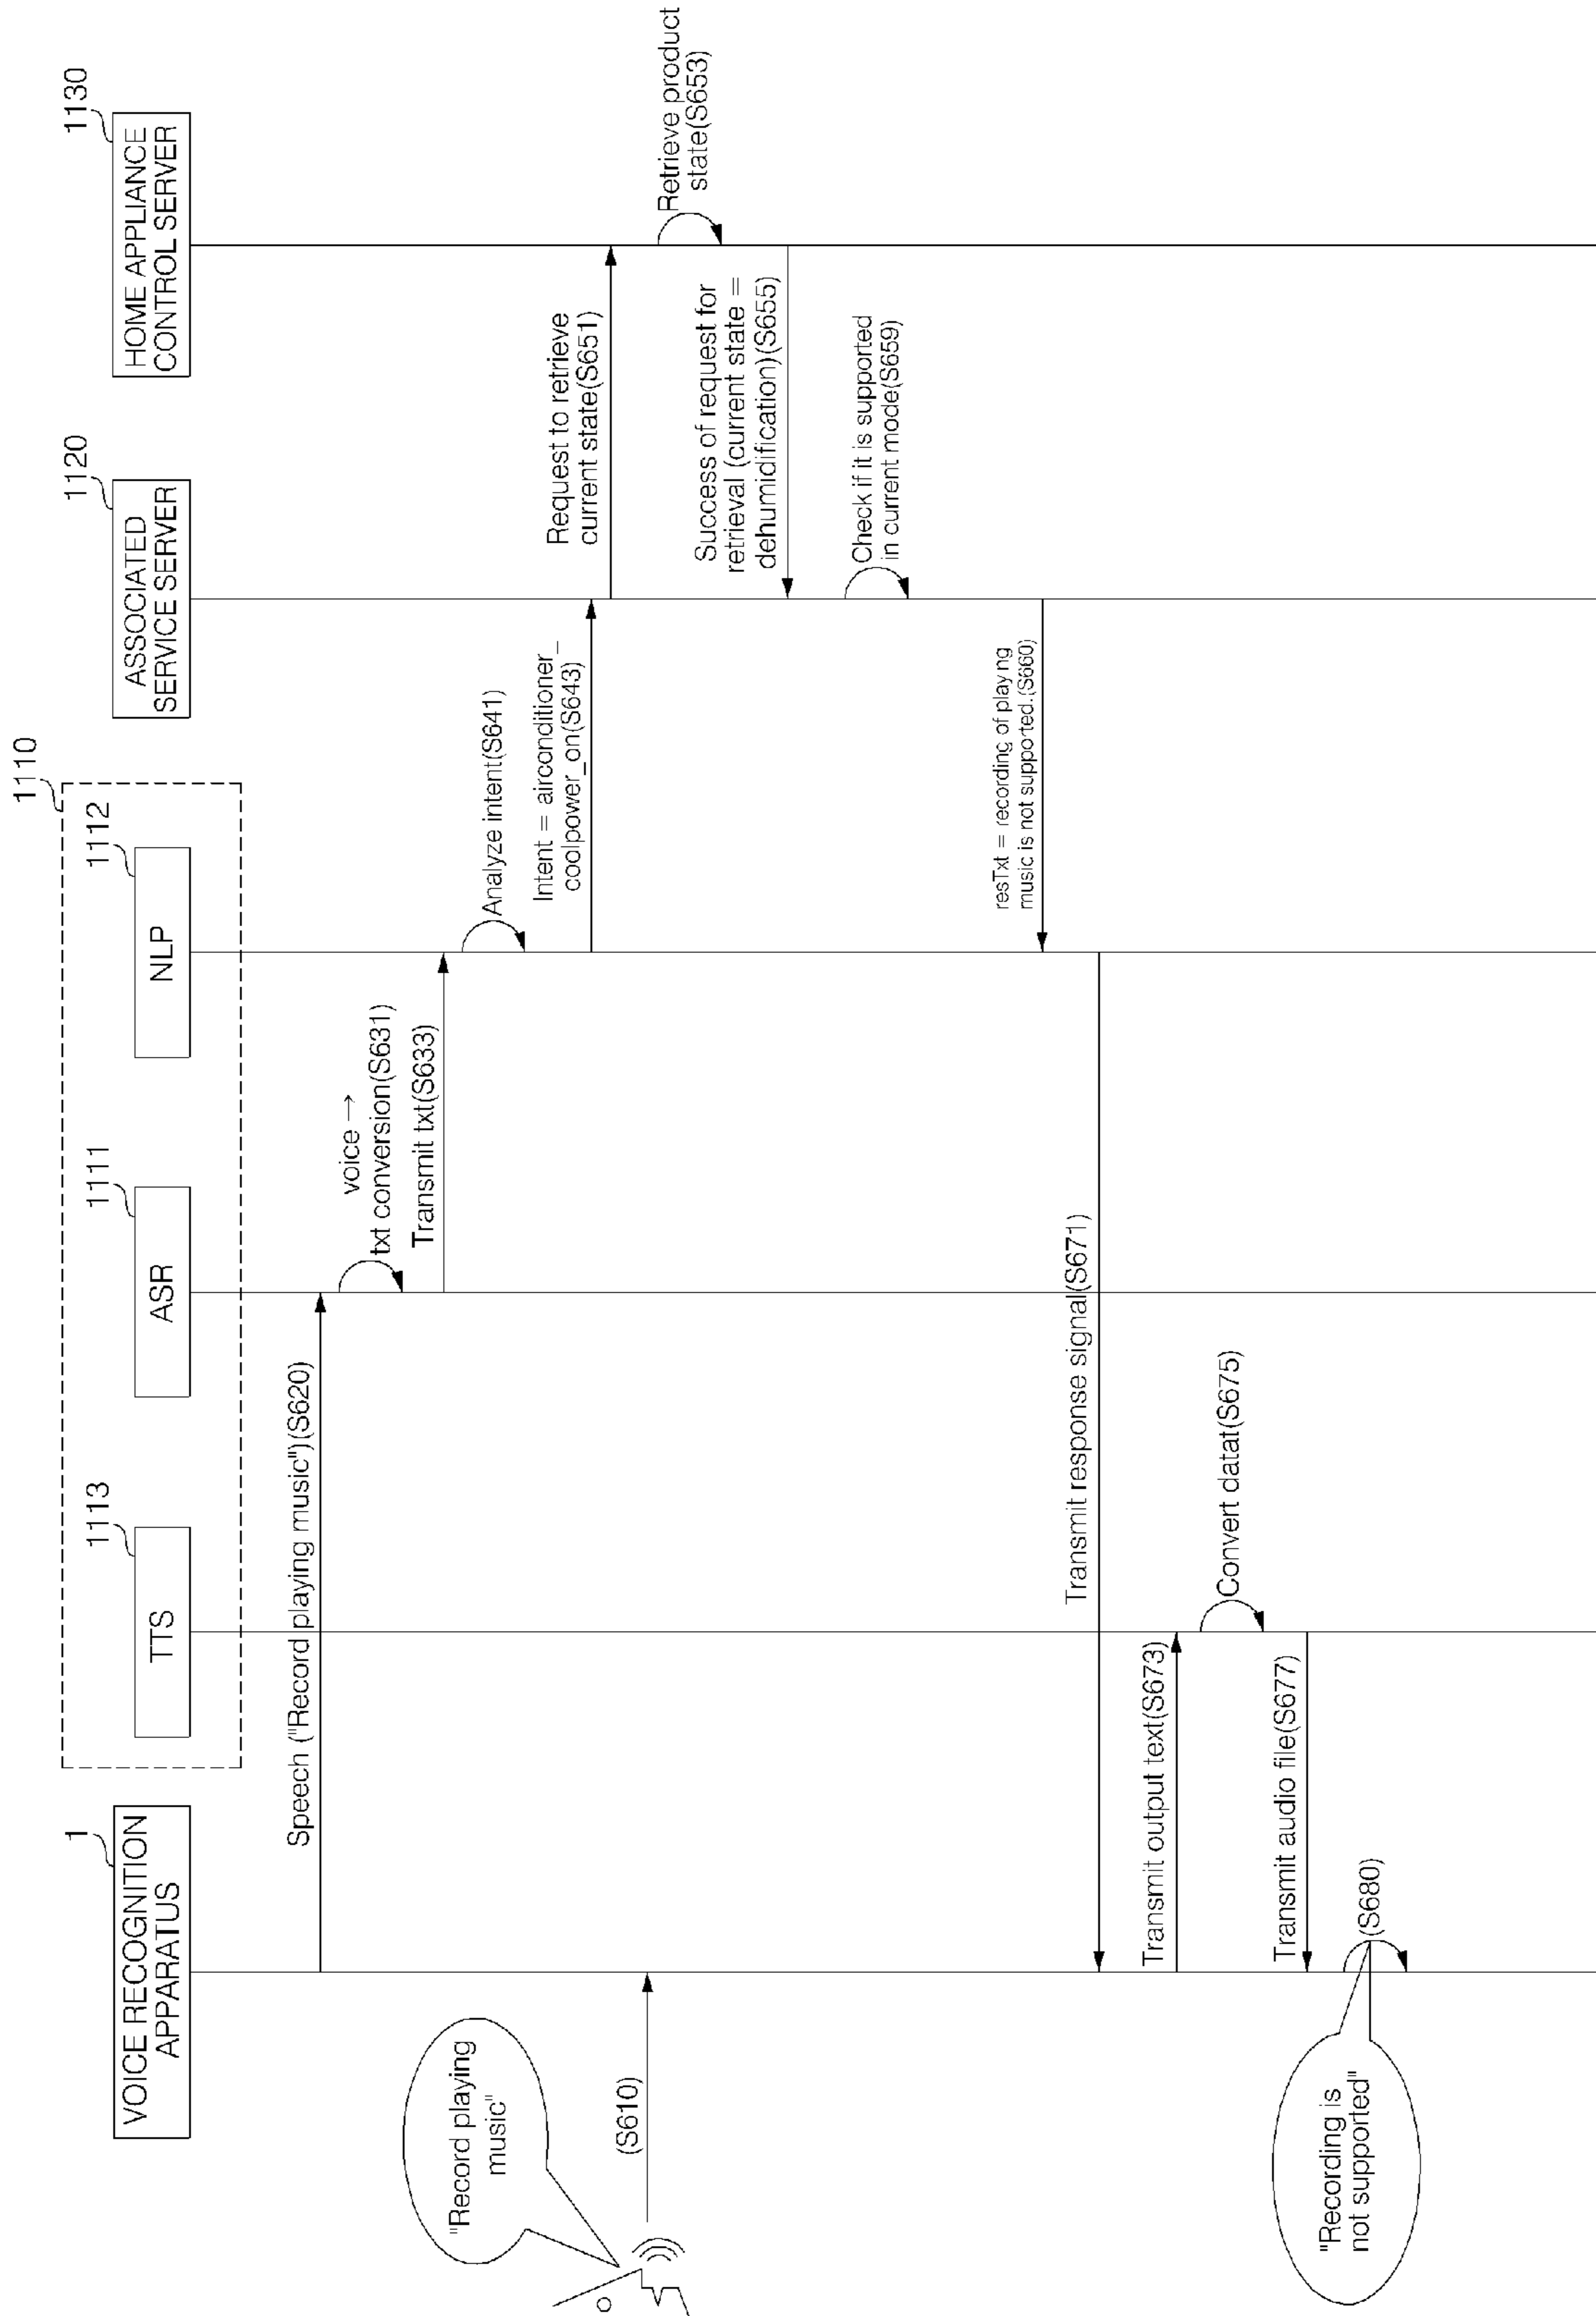 1110
1
VOICE RECOGNITION
APPARATUS
1113
TTS
1111
ASR
1112
NLP
1120
ASSOCIATED
SERVICE SERVER
1130
HOME APPLIANCE
CONTROL SERVER
Speech ("Record playing music")(S620)
voice →
txt conversion(S631)
Transmit txt(S633)
"Record playing
music"
(S610)
Analyze intent(S641)
Intent = airconditioner_
coolpower_on(S643)
Request to retrieve
current state(S651)
Retrieve product
state(S653)
Success of request for
retrieval (current state =
dehumidification)(S655)
Check if it is supported
in current mode(S659)
resTxt = recording of playing
music is not supported.(S660)
Transmit response signal(S671)
Transmit output text(S673)
Convert datat(S675)
Transmit audio file(S677)
(S680)
"Recording is
not supported"